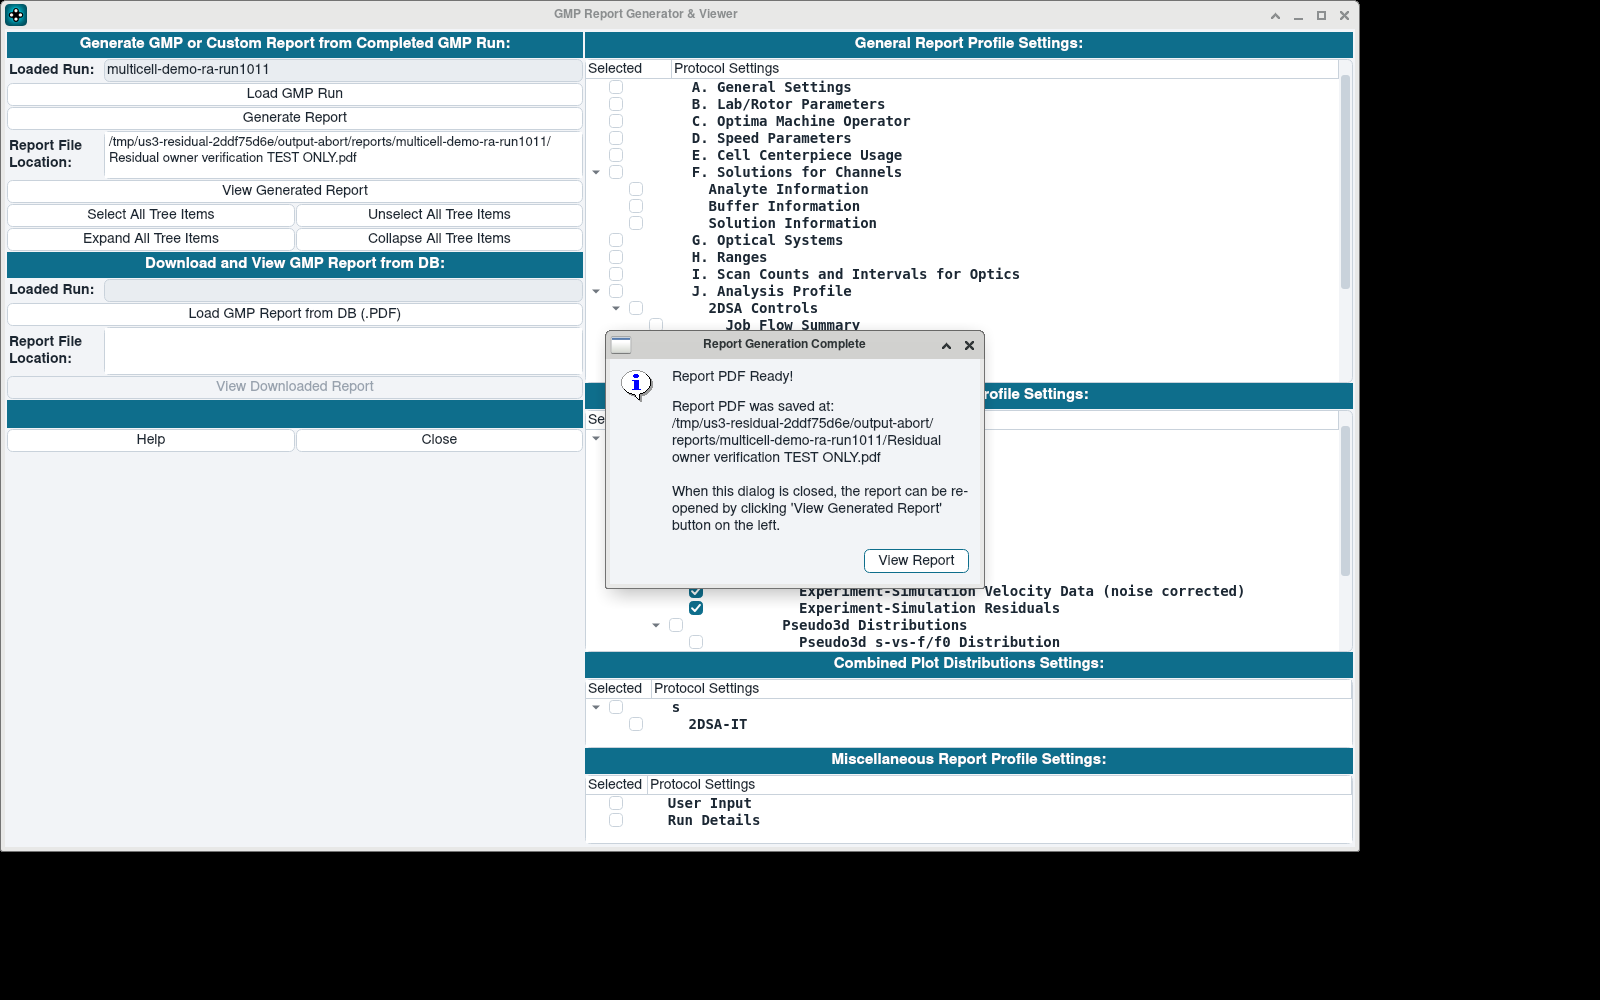 GMP Report Generator & Viewer
Generate GMP or Custom Report from Completed GMP Run:
Loaded Run: multicell-demo-ra-run1011
Load GMP Run
Generate Report
Report File Location:
/tmp/us3-residual-2ddf75d6e/output-abort/reports/multicell-demo-ra-run1011/
Residual owner verification TEST ONLY.pdf
View Generated Report
Select All Tree Items
Unselect All Tree Items
Expand All Tree Items
Collapse All Tree Items
Download and View GMP Report from DB:
Loaded Run:
Load GMP Report from DB (.PDF)
Report File
Location:
View Downloaded Report
Help
Close
General Report Profile Settings:
Selected Protocol Settings
A. General Settings
B. Lab/Rotor Parameters
C. Optima Machine Operator
D. Speed Parameters
E. Cell Centerpiece Usage
F. Solutions for Channels
Analyte Information
Buffer Information
Solution Information
G. Optical Systems
H. Ranges
I. Scan Counts and Intervals for Optics
J. Analysis Profile
2DSA Controls
Job Flow Summary
Report Generation Complete
Report PDF Ready!
Report PDF was saved at:
/tmp/us3-residual-2ddf75d6e/output-abort/
reports/multicell-demo-ra-run1011/Residual
owner verification TEST ONLY.pdf
When this dialog is closed, the report can be re-
opened by clicking 'View Generated Report'
button on the left.
View Report
ofile Settings:
Se
Experiment-Simulation Velocity Data (noise corrected)
Experiment-Simulation Residuals
Pseudo3d Distributions
Pseudo3d s-vs-f/f0 Distribution
Combined Plot Distributions Settings:
Selected Protocol Settings
s
2DSA-IT
Miscellaneous Report Profile Settings:
Selected Protocol Settings
User Input
Run Details